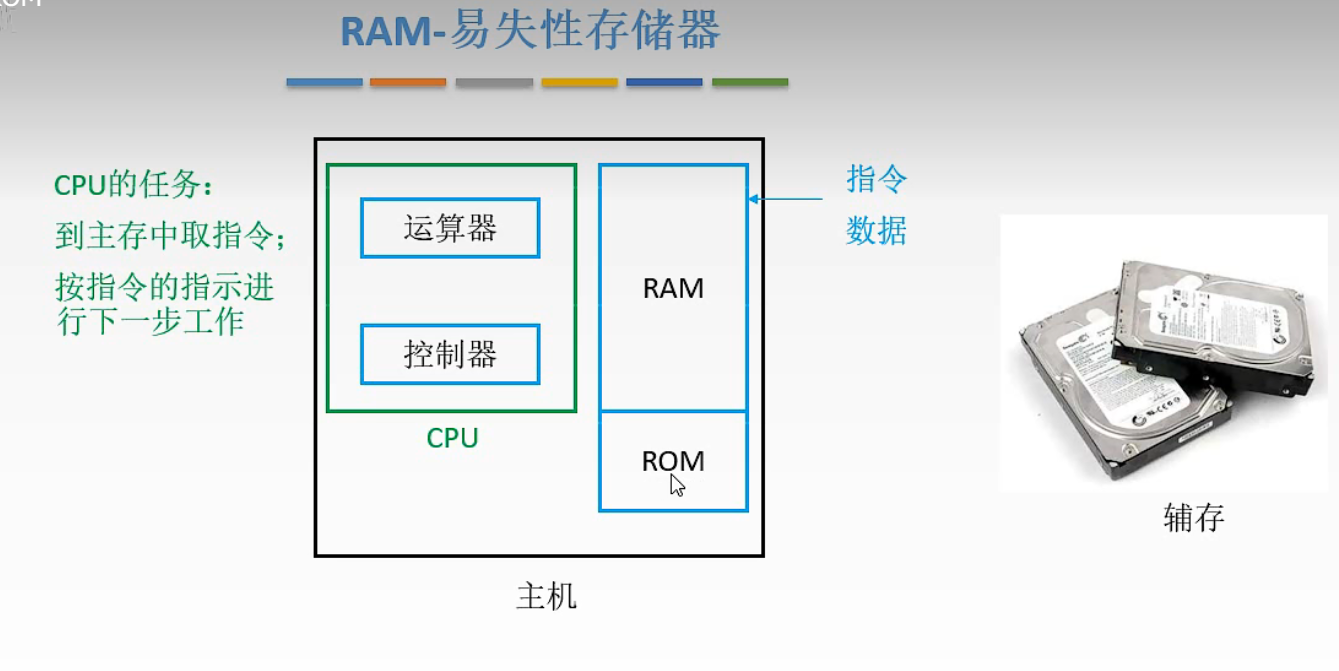 RAM-易失性存储器
CPU的任务：
到主存中取指令；
按指令的指示进
行下一步工作
运算器
控制器
CPU
RAM
ROM
主机
指令
数据
辅存